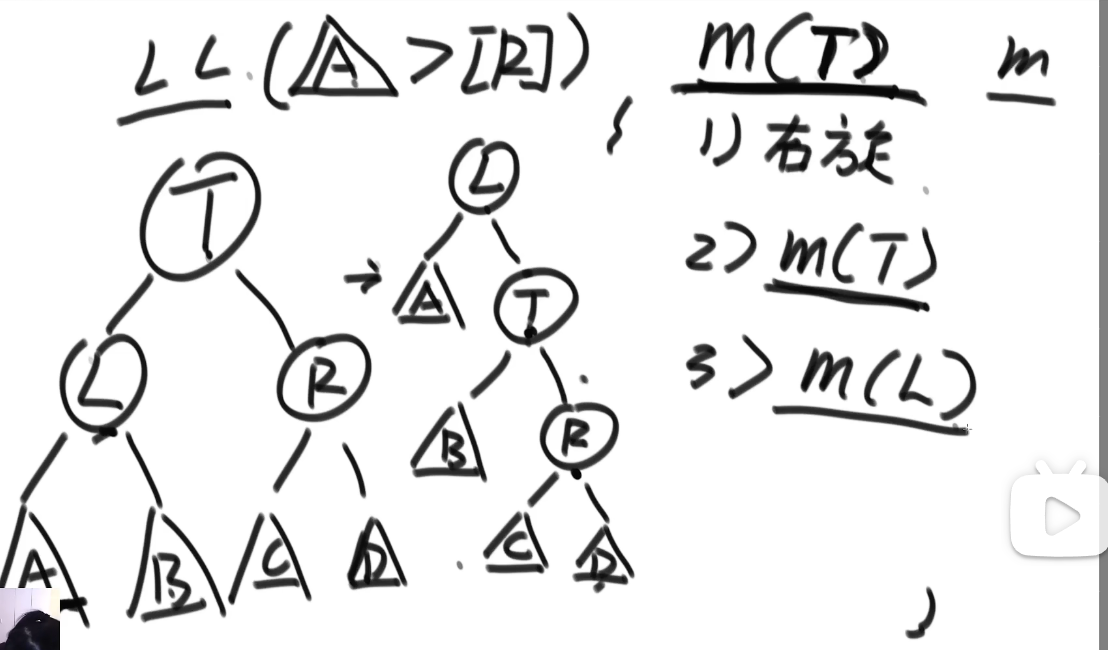 LL (A > [R])
{
m(T)
m
1) 右旋
2> m(T)
3> m(L)
}
T
L
R
A
B
C
D
→
L
A
T
B
R
C
D